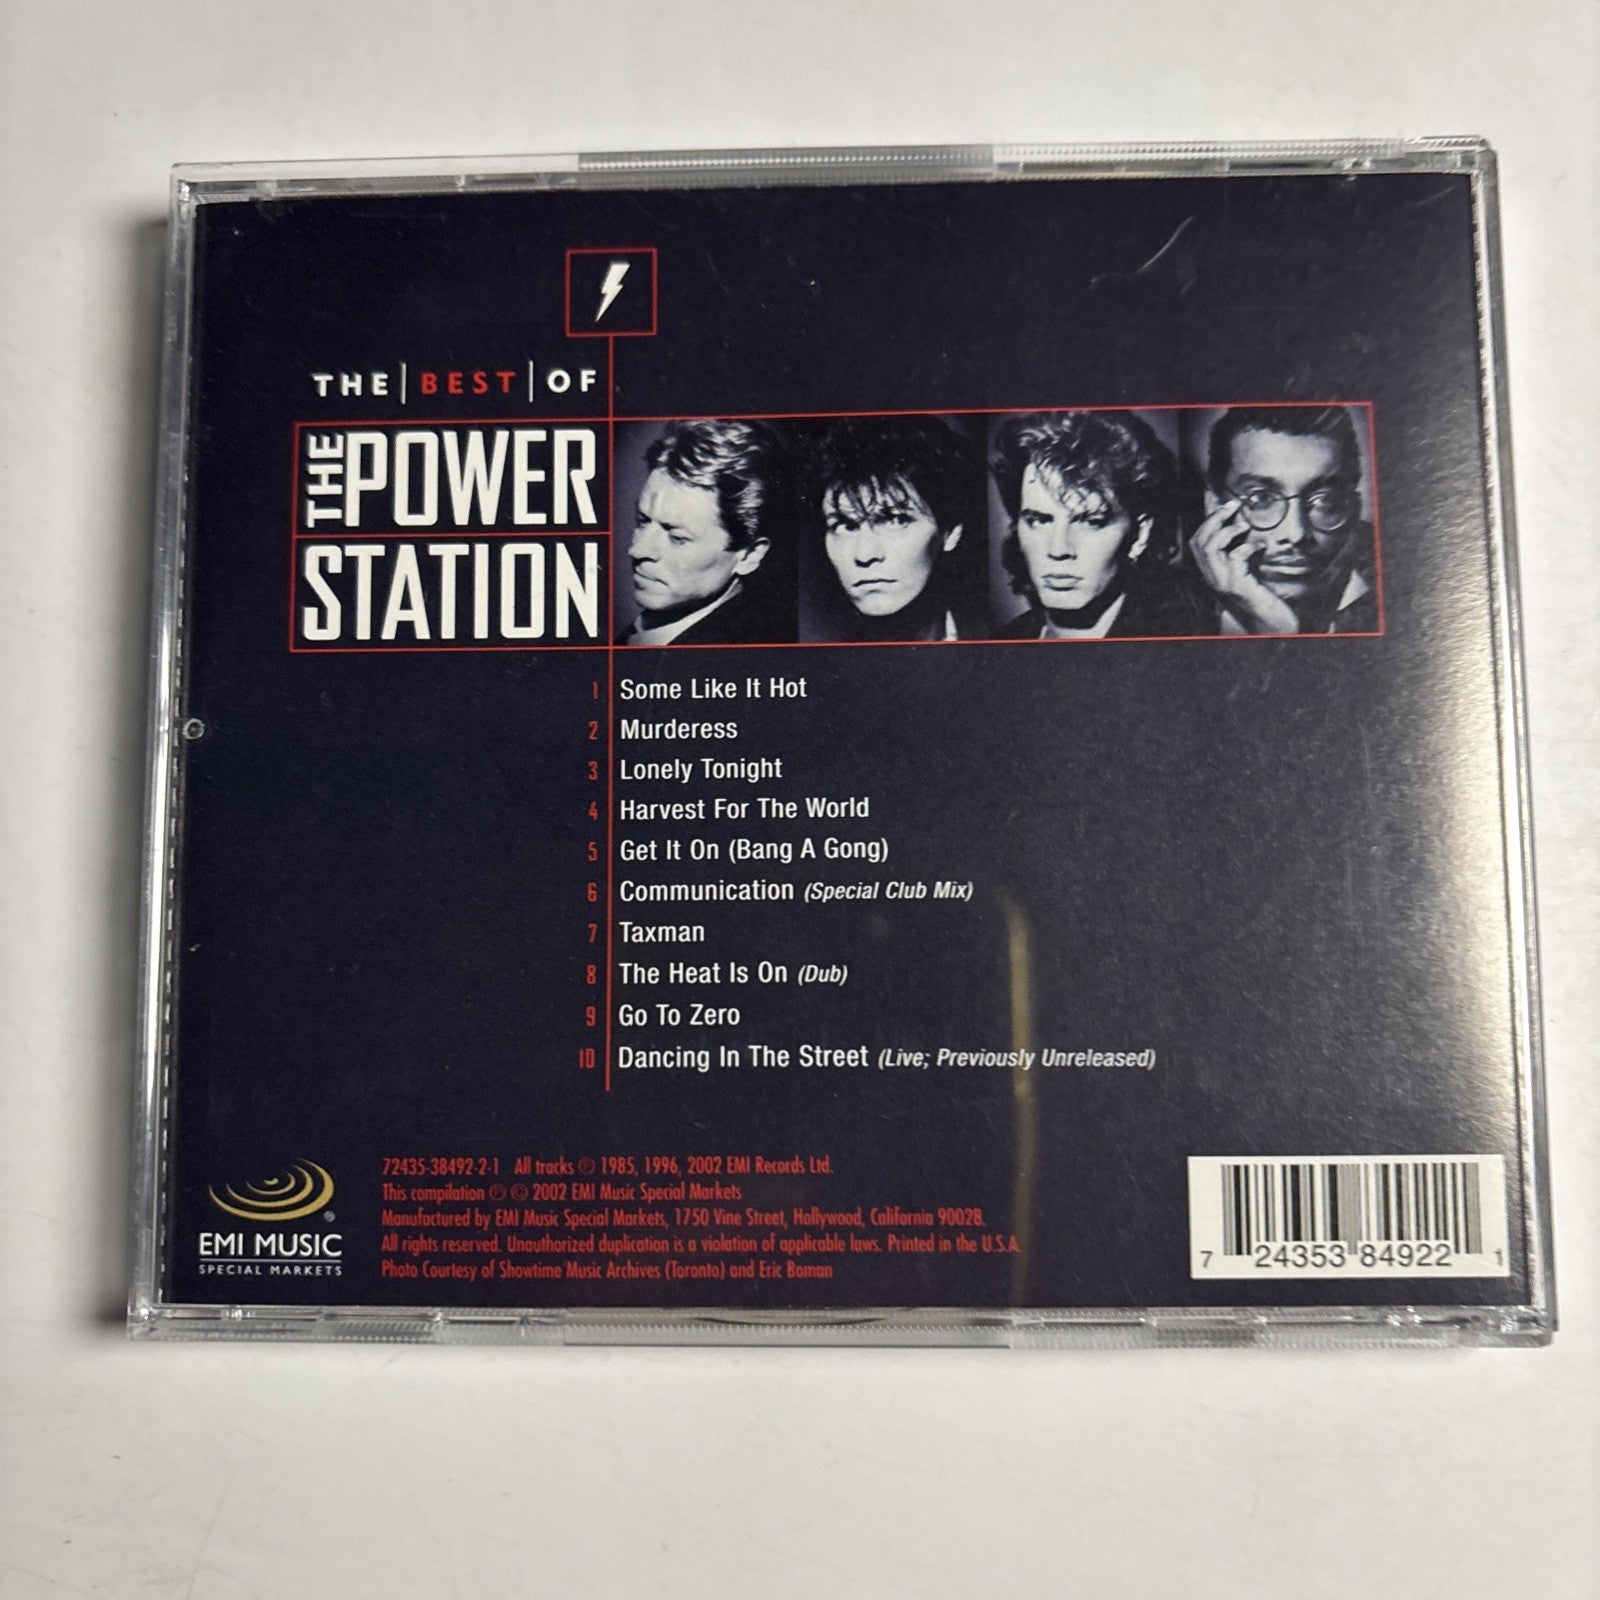 THE | BEST | OF
THE POWER
STATION
1 Some Like It Hot
2 Murderess
3 Lonely Tonight
4 Harvest For The World
5 Get It On (Bang A Gong)
6 Communication (Special Club Mix)
7 Taxman
8 The Heat Is On (Dub)
9 Go To Zero
10 Dancing In The Street (Live; Previously Unreleased)
72435-38492-2-1 All tracks ℗ 1985, 1996, 2002 EMI Records Ltd.
This compilation ℗ © 2002 EMI Music Special Markets
Manufactured by EMI Music Special Markets, 1750 Vine Street, Hollywood, California 90028.
All rights reserved. Unauthorized duplication is a violation of applicable laws. Printed in the U.S.A.
Photo Courtesy of Showtime Music Archives (Toronto) and Eric Boman
EMI MUSIC ®
SPECIAL MARKETS
7 24353 84922 1